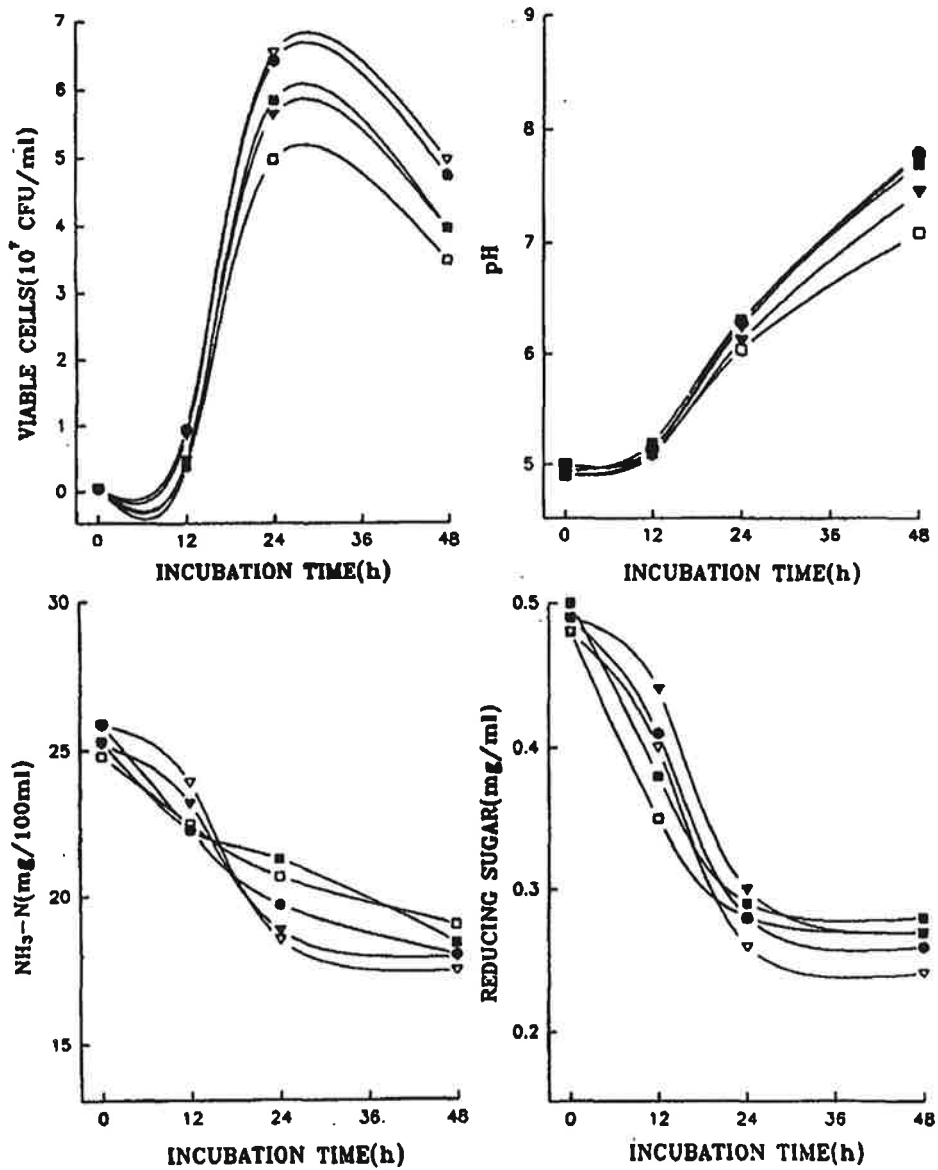 7
6
5
4
3
2
1
0
VIABLE CELLS(10⁷ CFU/ml)
0 12 24 36 48
INCUBATION TIME(h)
9
8
7
6
5
pH
0 12 24 36 48
INCUBATION TIME(h)
30
25
20
15
NH₃-N(mg/100ml)
0 12 24 36 48
INCUBATION TIME(h)
0.5
0.4
0.3
0.2
REDUCING SUGAR(mg/ml)
0 12 24 36 48
INCUBATION TIME(h)